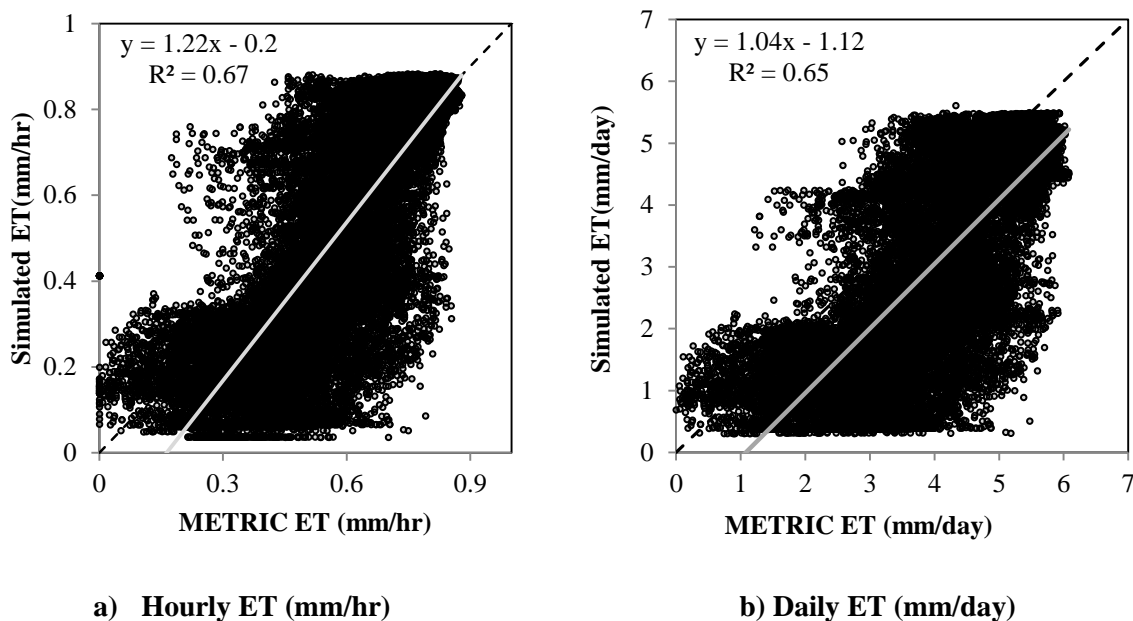 y = 1.22x - 0.2
R² = 0.67
1
0.8
0.6
0.4
0.2
0
0
0.3
0.6
0.9
Simulated ET(mm/hr)
METRIC ET (mm/hr)
a) Hourly ET (mm/hr)
y = 1.04x - 1.12
R² = 0.65
7
6
5
4
3
2
1
0
0
1
2
3
4
5
6
7
Simulated ET(mm/day)
METRIC ET (mm/day)
b) Daily ET (mm/day)